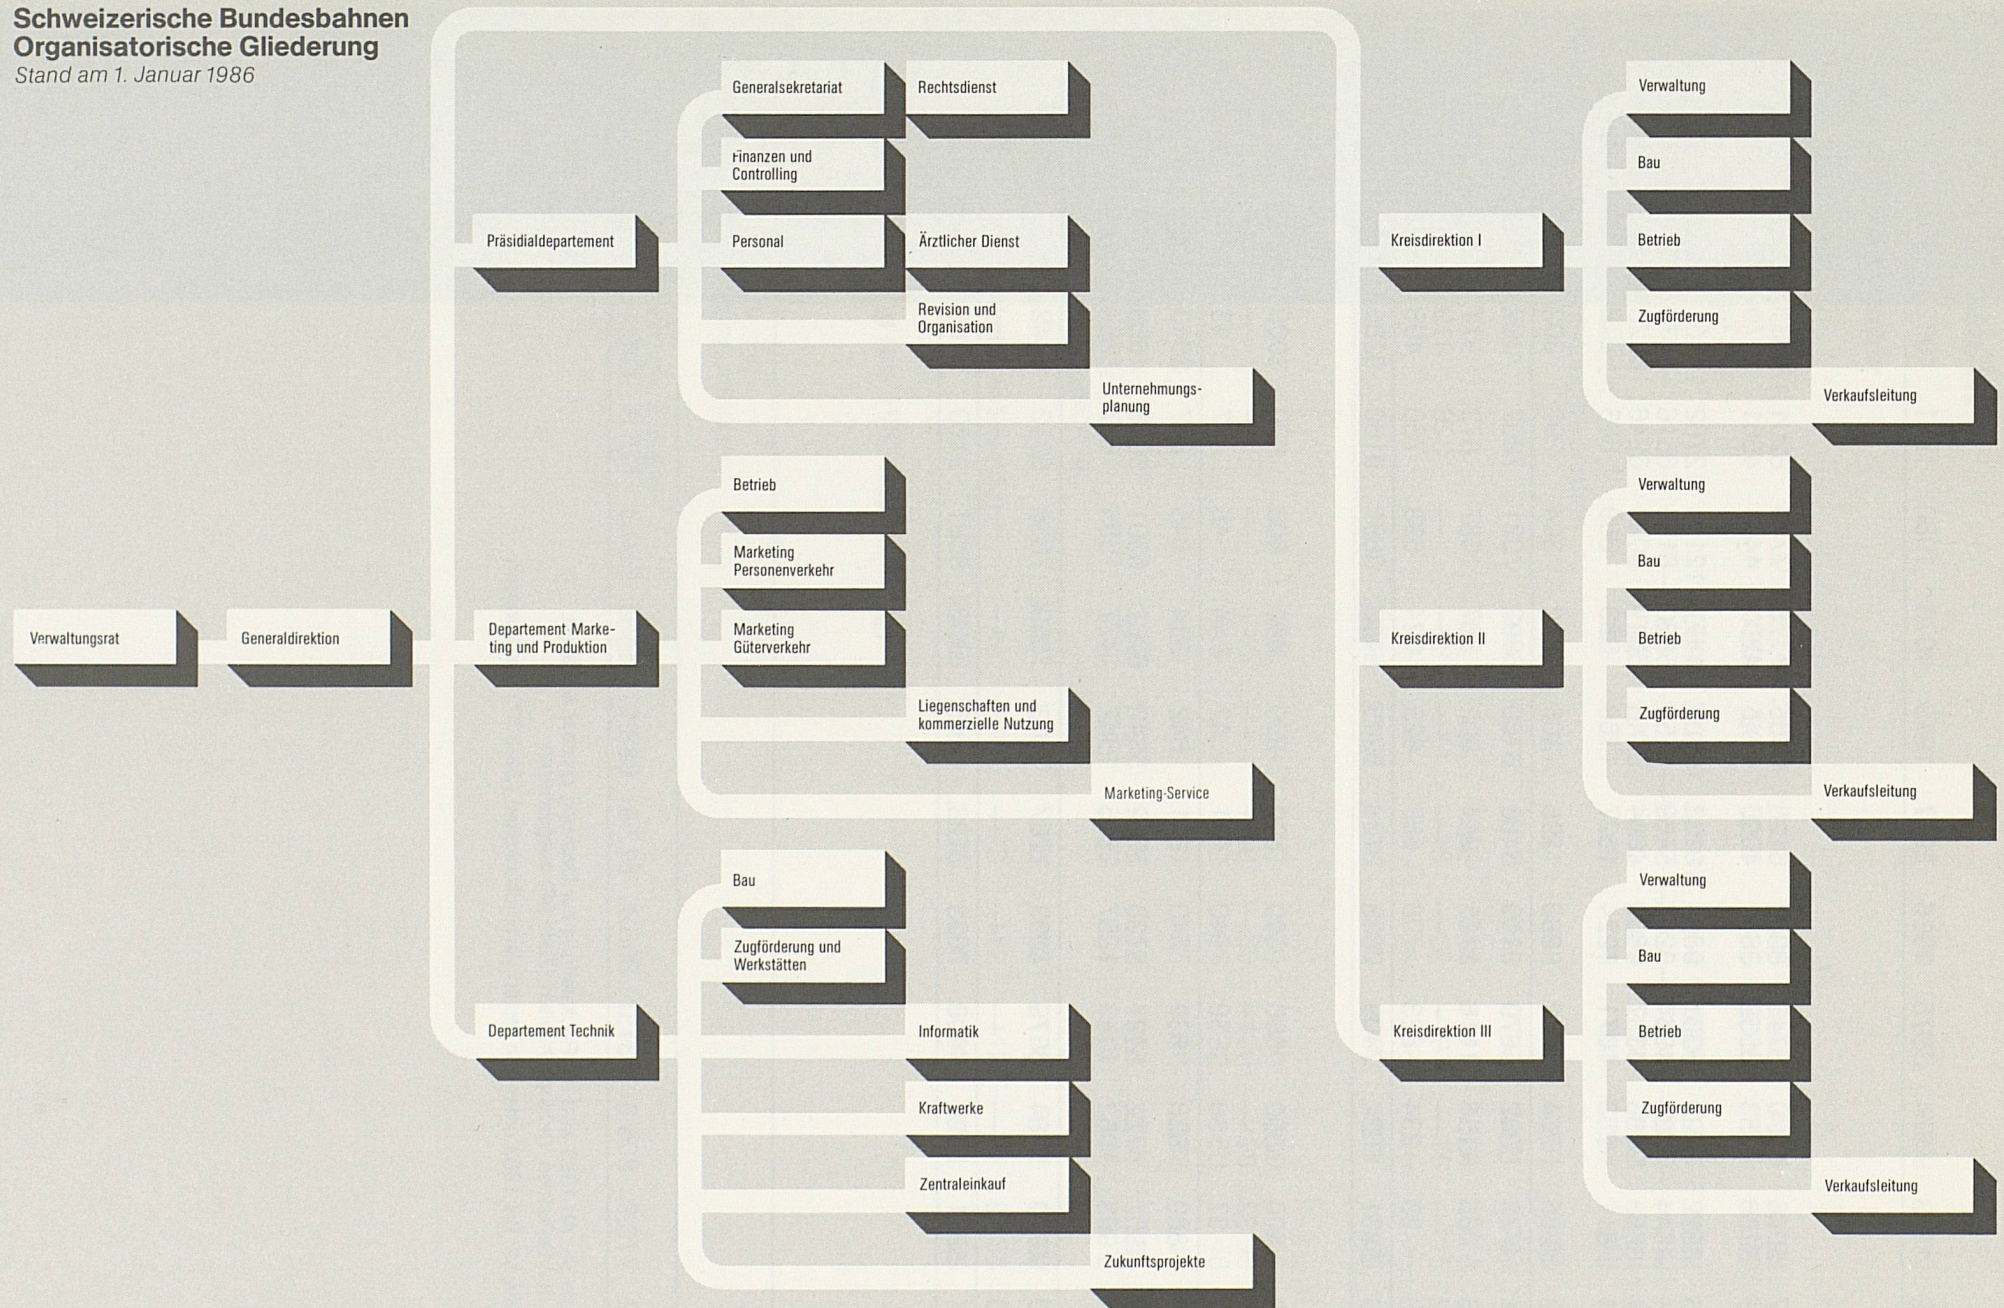 Schweizerische Bundesbahnen
Organisatorische Gliederung
Stand am 1. Januar 1986
Verwaltungsrat
Generaldirektion
Präsidialdepartement
Generalsekretariat
Rechtsdienst
Finanzen und
Controlling
Personal
Ärztlicher Dienst
Revision und
Organisation
Unternehmungs-
planung
Departement Marke-
ting und Produktion
Betrieb
Marketing
Personenverkehr
Marketing
Güterverkehr
Liegenschaften und
kommerzielle Nutzung
Marketing-Service
Departement Technik
Bau
Zugförderung und
Werkstätten
Informatik
Kraftwerke
Zentraleinkauf
Zukunftsprojekte
Kreisdirektion I
Verwaltung
Bau
Betrieb
Zugförderung
Verkaufsleitung
Kreisdirektion II
Verwaltung
Bau
Betrieb
Zugförderung
Verkaufsleitung
Kreisdirektion III
Verwaltung
Bau
Betrieb
Zugförderung
Verkaufsleitung